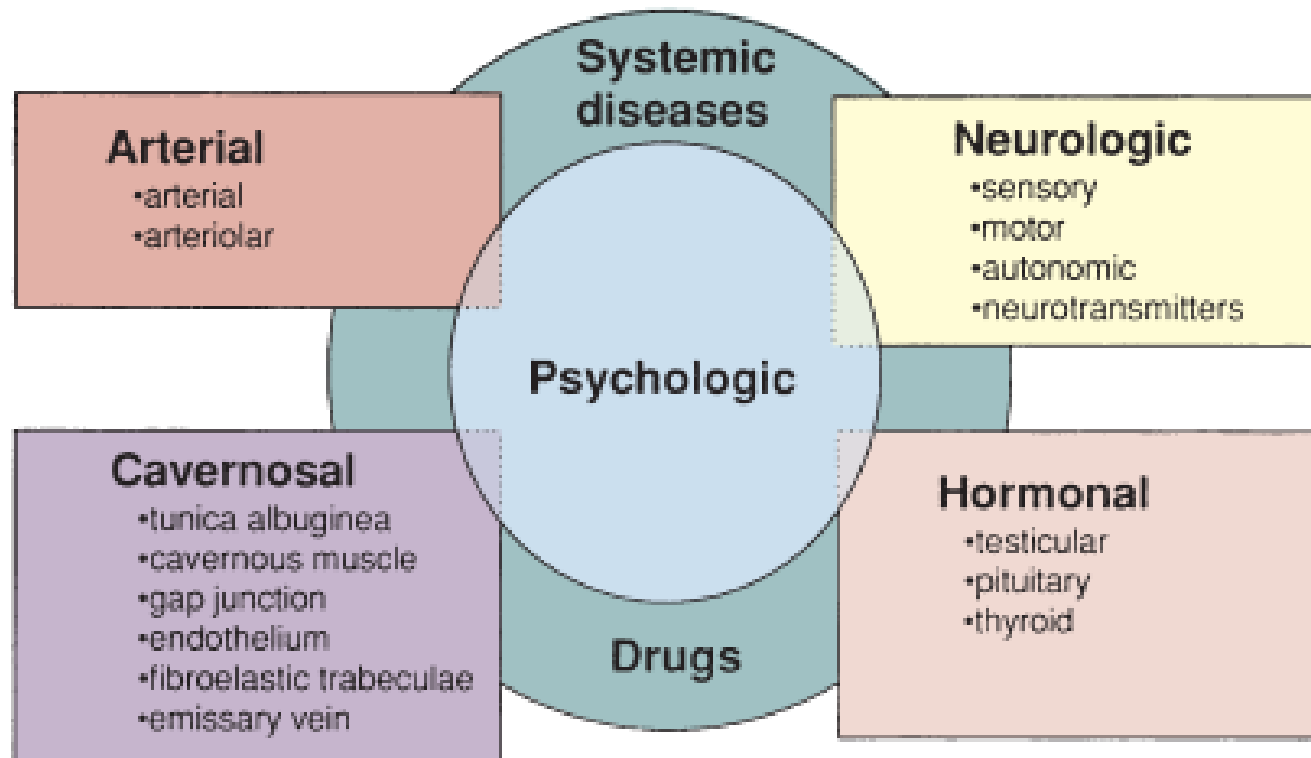 Systemic
diseases
Arterial
•arterial
•arteriolar
Neurologic
•sensory
•motor
•autonomic
•neurotransmitters
Psychologic
Cavernosal
•tunica albuginea
•cavernous muscle
•gap junction
•endothelium
•fibroelastic trabeculae
•emissary vein
Hormonal
•testicular
•pituitary
•thyroid
Drugs